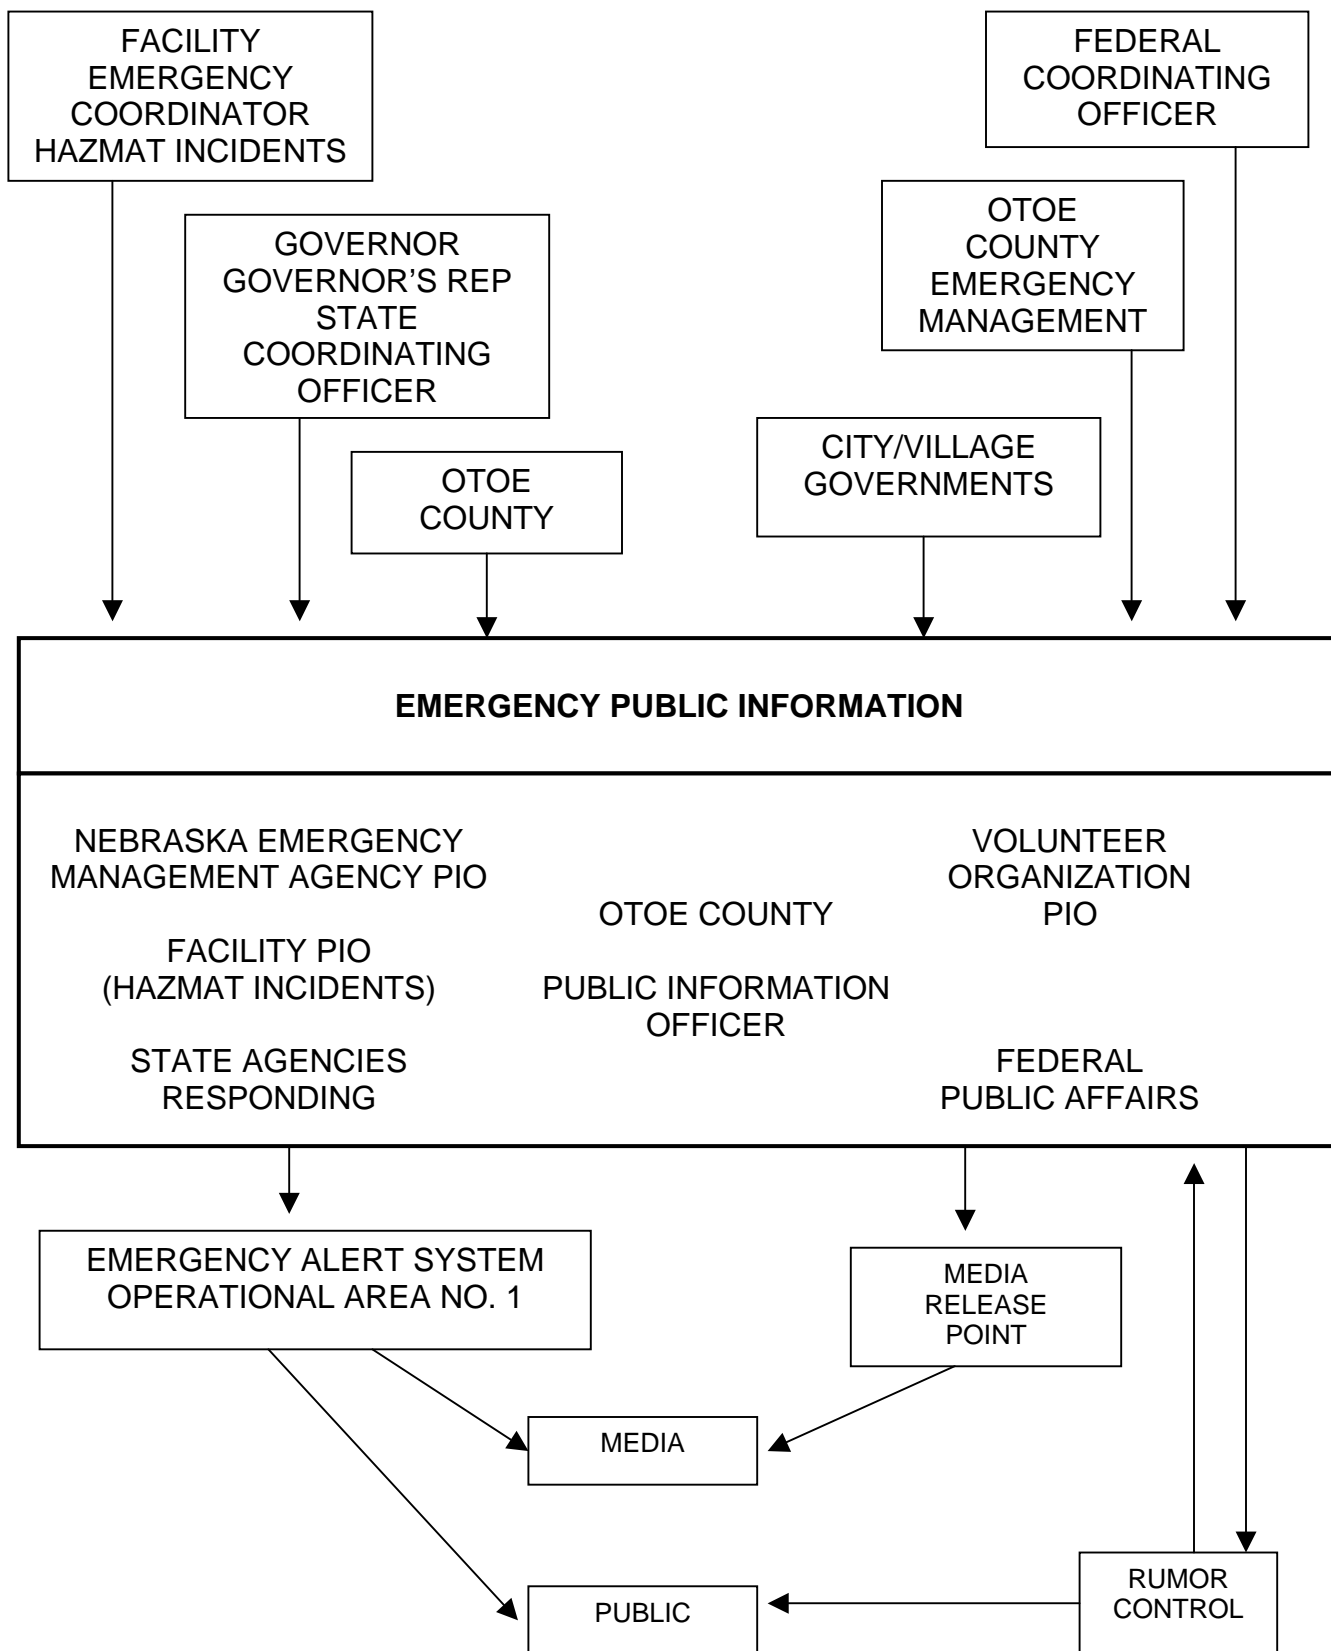 FACILITY
EMERGENCY
COORDINATOR
HAZMAT INCIDENTS
FEDERAL
COORDINATING
OFFICER
GOVERNOR
GOVERNOR’S REP
STATE
COORDINATING
OFFICER
OTOE
COUNTY
EMERGENCY
MANAGEMENT
OTOE
COUNTY
CITY/VILLAGE
GOVERNMENTS
EMERGENCY PUBLIC INFORMATION
NEBRASKA EMERGENCY
MANAGEMENT AGENCY PIO
FACILITY PIO
(HAZMAT INCIDENTS)
STATE AGENCIES
RESPONDING
OTOE COUNTY
PUBLIC INFORMATION
OFFICER
VOLUNTEER
ORGANIZATION
PIO
FEDERAL
PUBLIC AFFAIRS
EMERGENCY ALERT SYSTEM
OPERATIONAL AREA NO. 1
MEDIA
RELEASE
POINT
MEDIA
PUBLIC
RUMOR
CONTROL